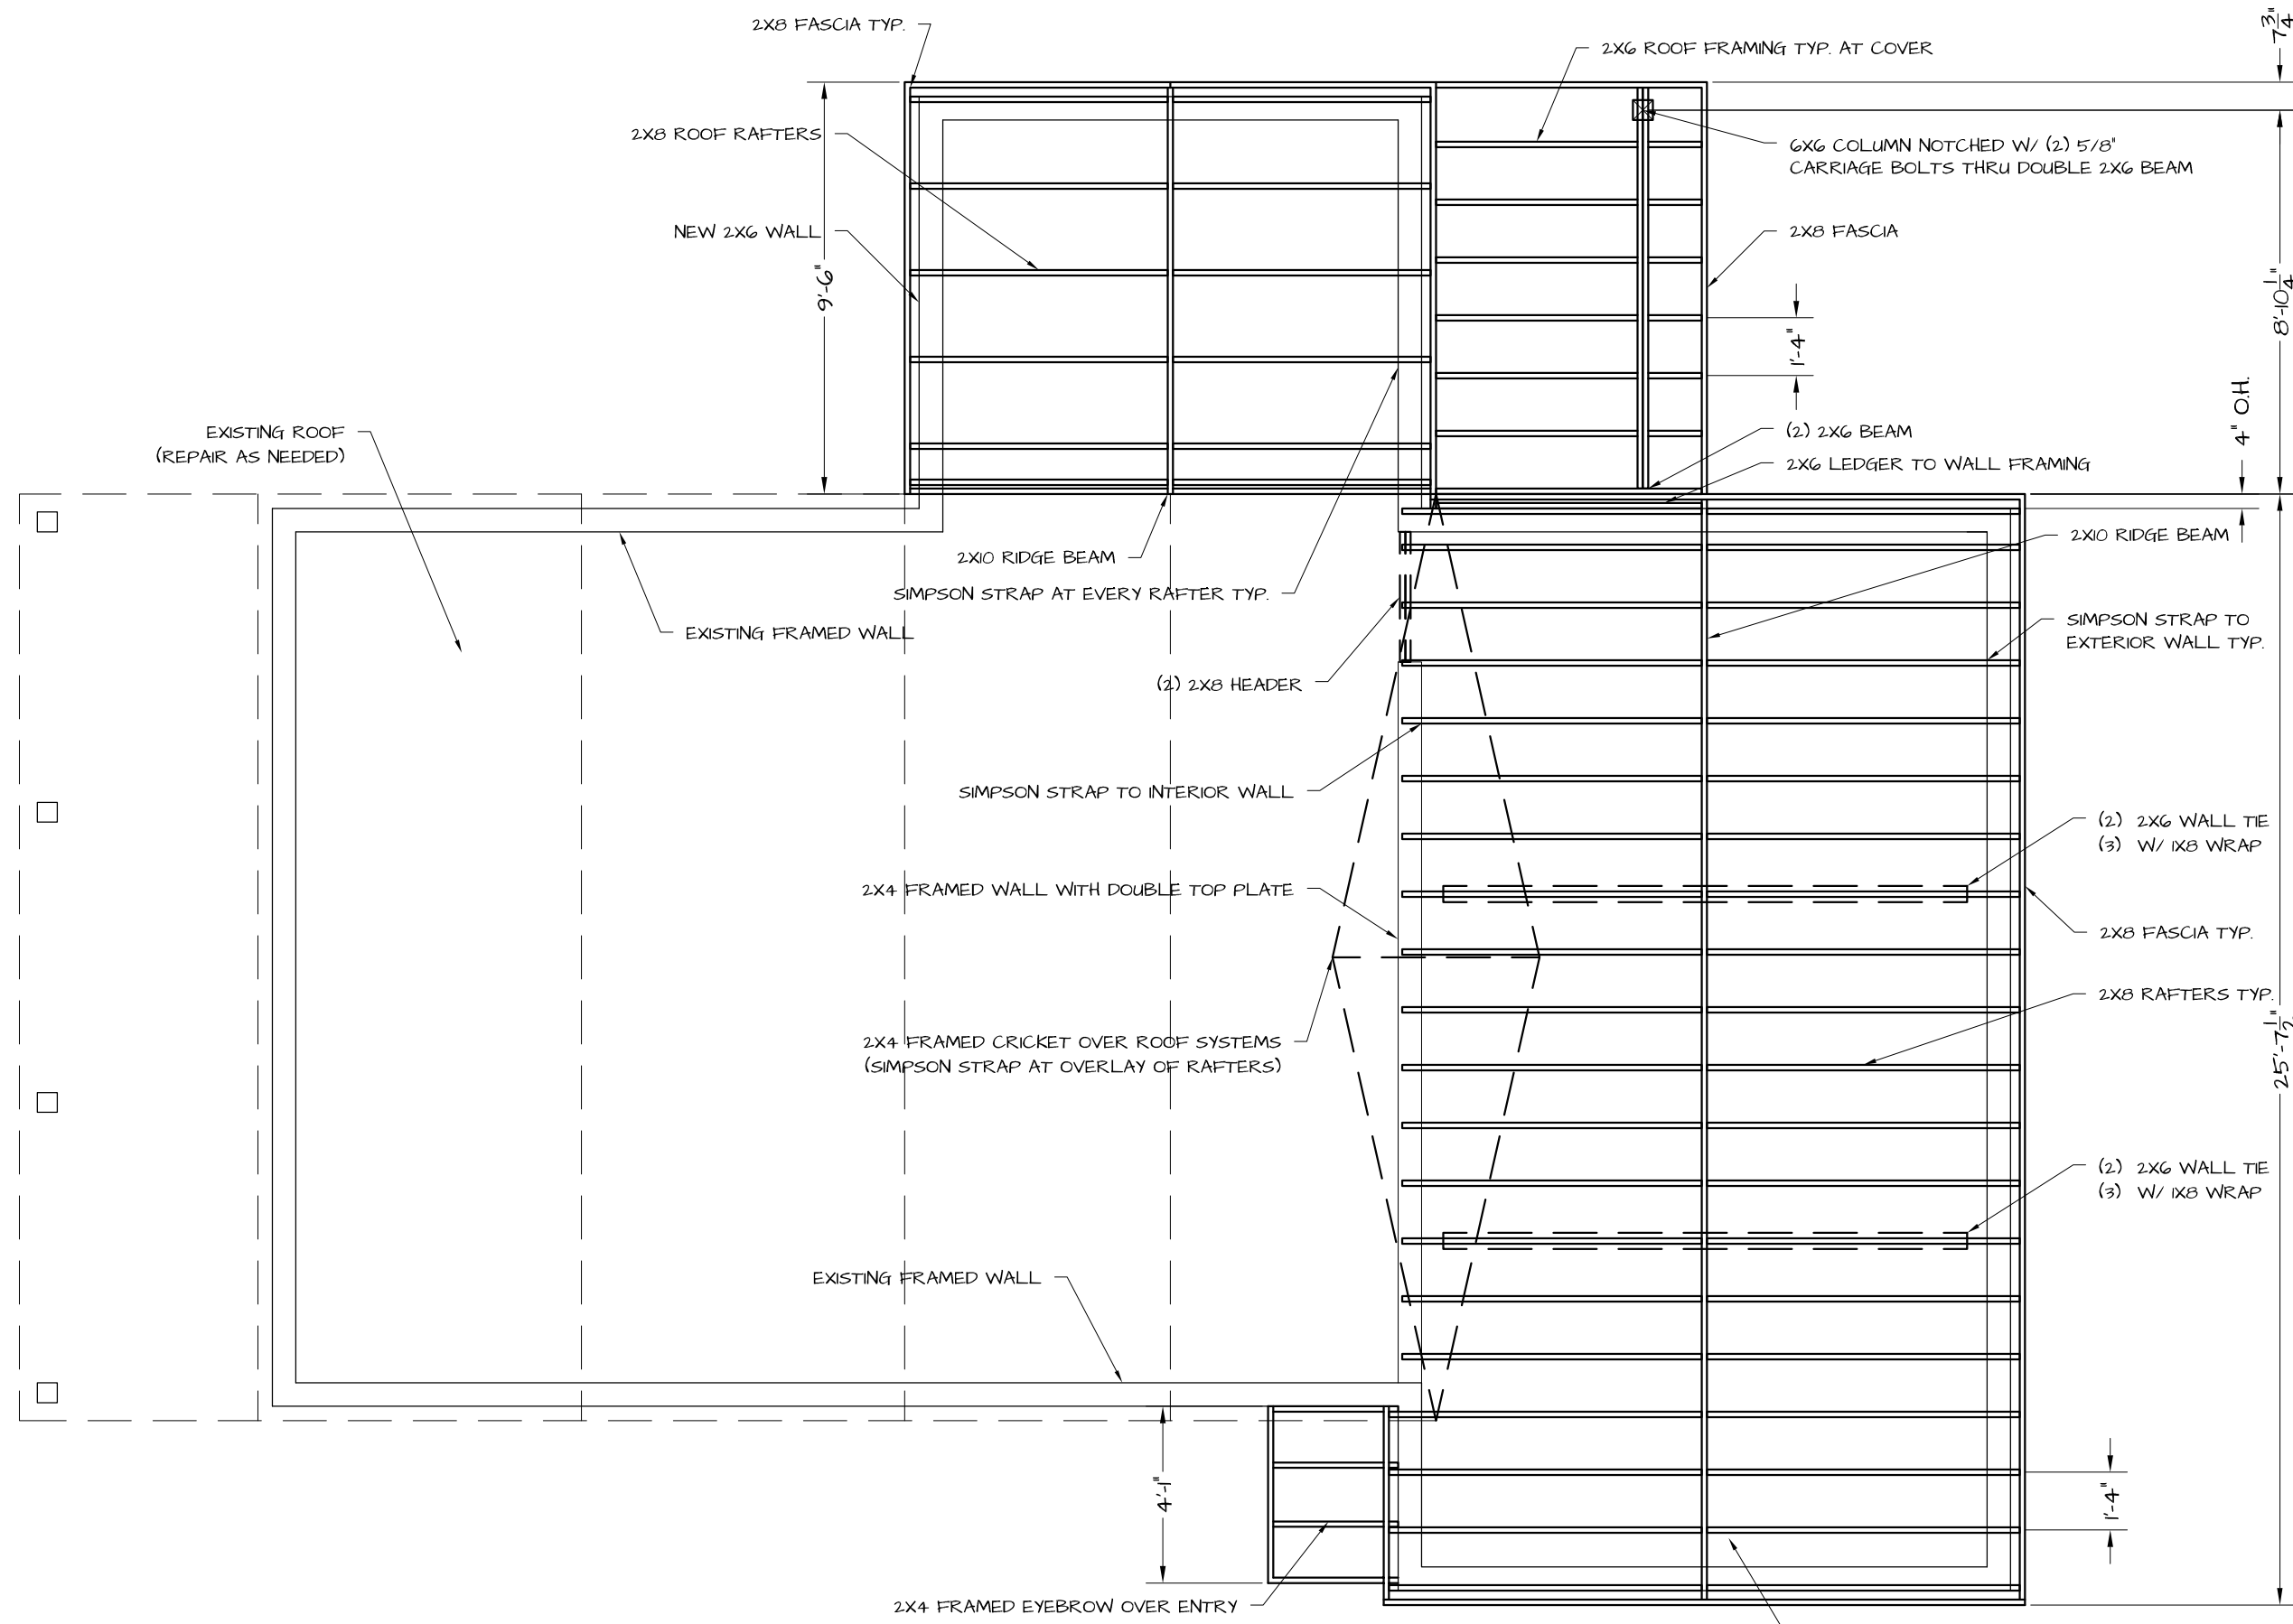 2X8 FASCIA TYP.
2X6 ROOF FRAMING TYP. AT COVER
7 3/4"
2X8 ROOF RAFTERS
6X6 COLUMN NOTCHED W/ (2) 5/8"
CARRIAGE BOLTS THRU DOUBLE 2X6 BEAM
NEW 2X6 WALL
2X8 FASCIA
9'-6"
8'-10 1/4"
1'-4"
4" O.H.
EXISTING ROOF
(REPAIR AS NEEDED)
(2) 2X6 BEAM
2X6 LEDGER TO WALL FRAMING
2X10 RIDGE BEAM
2X10 RIDGE BEAM
SIMPSON STRAP AT EVERY RAFTER TYP.
EXISTING FRAMED WALL
SIMPSON STRAP TO
EXTERIOR WALL TYP.
(2) 2X8 HEADER
SIMPSON STRAP TO INTERIOR WALL
(2) 2X6 WALL TIE
(3) W/ 1X8 WRAP
2X4 FRAMED WALL WITH DOUBLE TOP PLATE
2X8 FASCIA TYP.
2X8 RAFTERS TYP.
2X4 FRAMED CRICKET OVER ROOF SYSTEMS
(SIMPSON STRAP AT OVERLAY OF RAFTERS)
25'-7 1/2"
(2) 2X6 WALL TIE
(3) W/ 1X8 WRAP
EXISTING FRAMED WALL
4'-1"
1'-4"
2X4 FRAMED EYEBROW OVER ENTRY